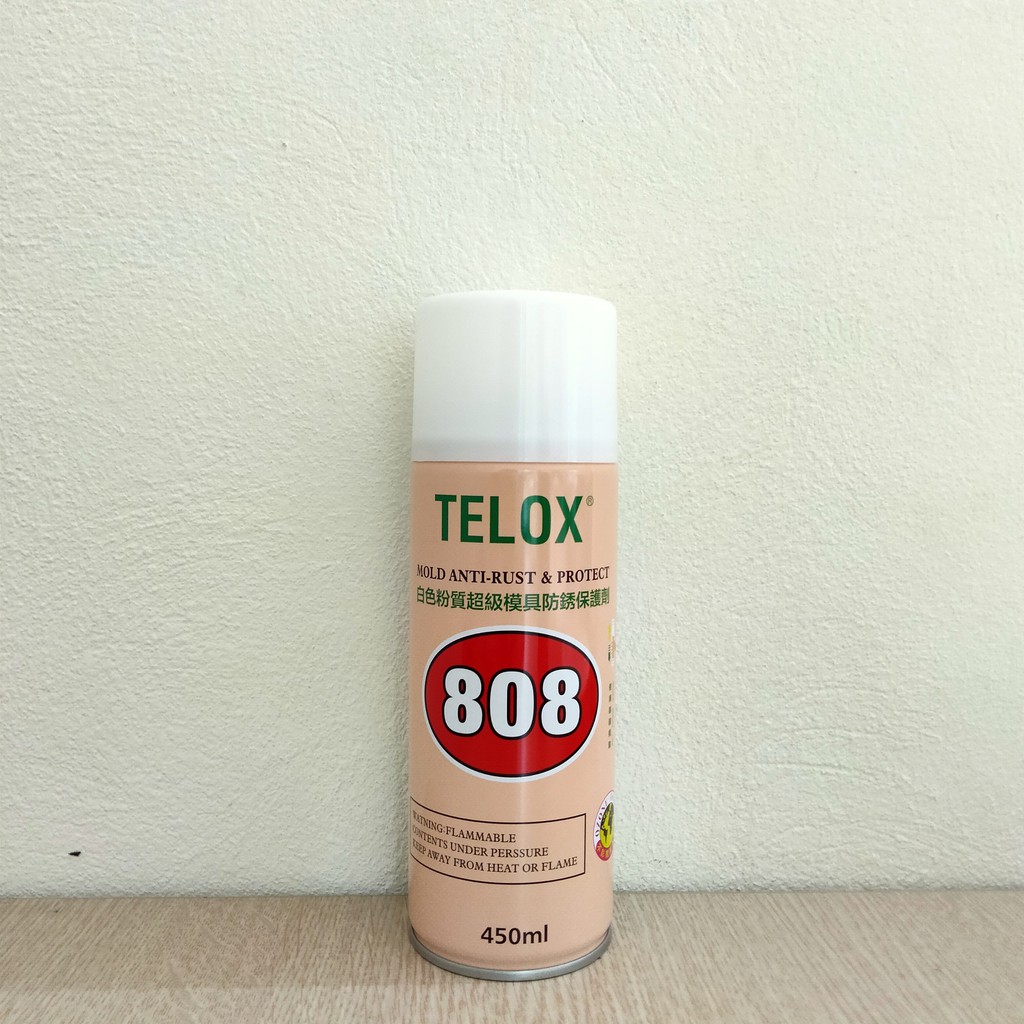 TELOX®
MOLD ANTI-RUST & PROTECT
白色粉質超級模具防銹保護劑
808
WATNING:FLAMMABLE
CONTENTS UNDER PERSSURE
KEEP AWAY FROM HEAT OR FLAME
450ml